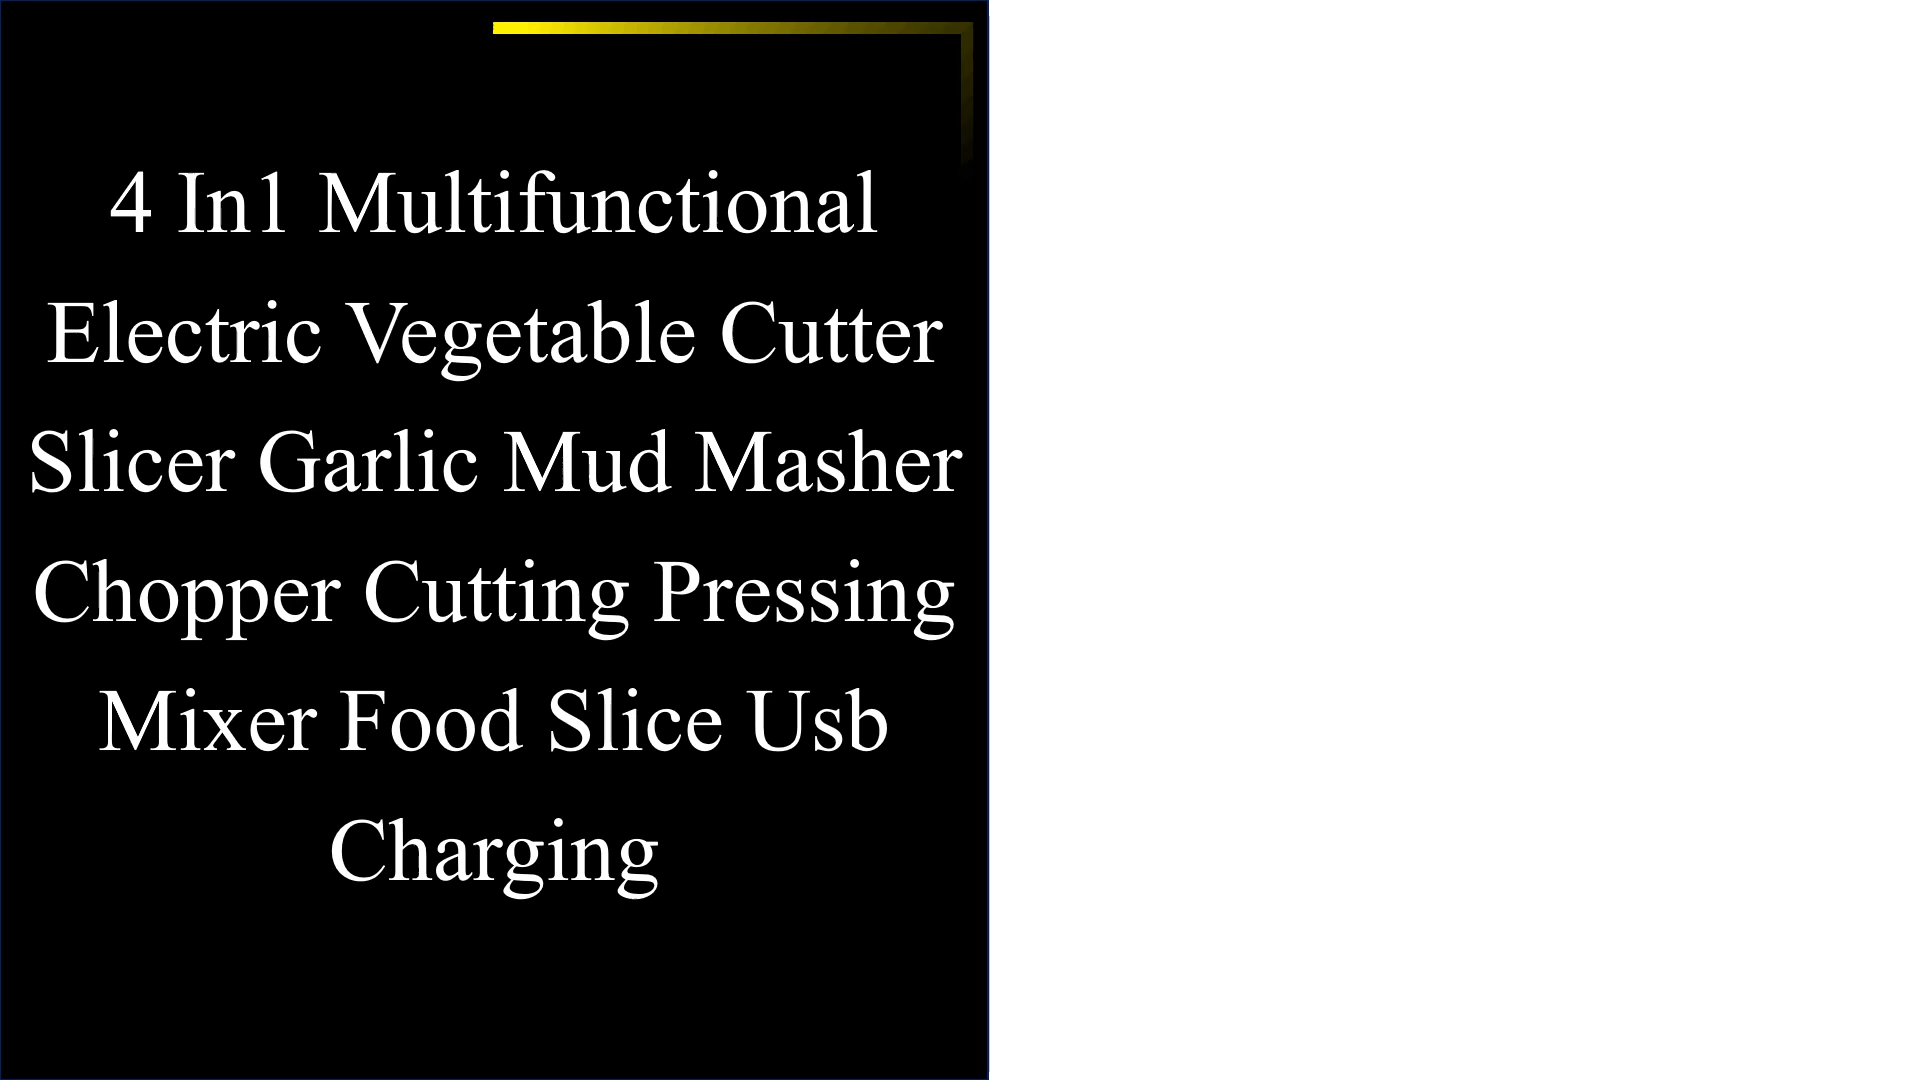 4 In1 Multifunctional
Electric Vegetable Cutter
Slicer Garlic Mud Masher
Chopper Cutting Pressing
Mixer Food Slice Usb
Charging